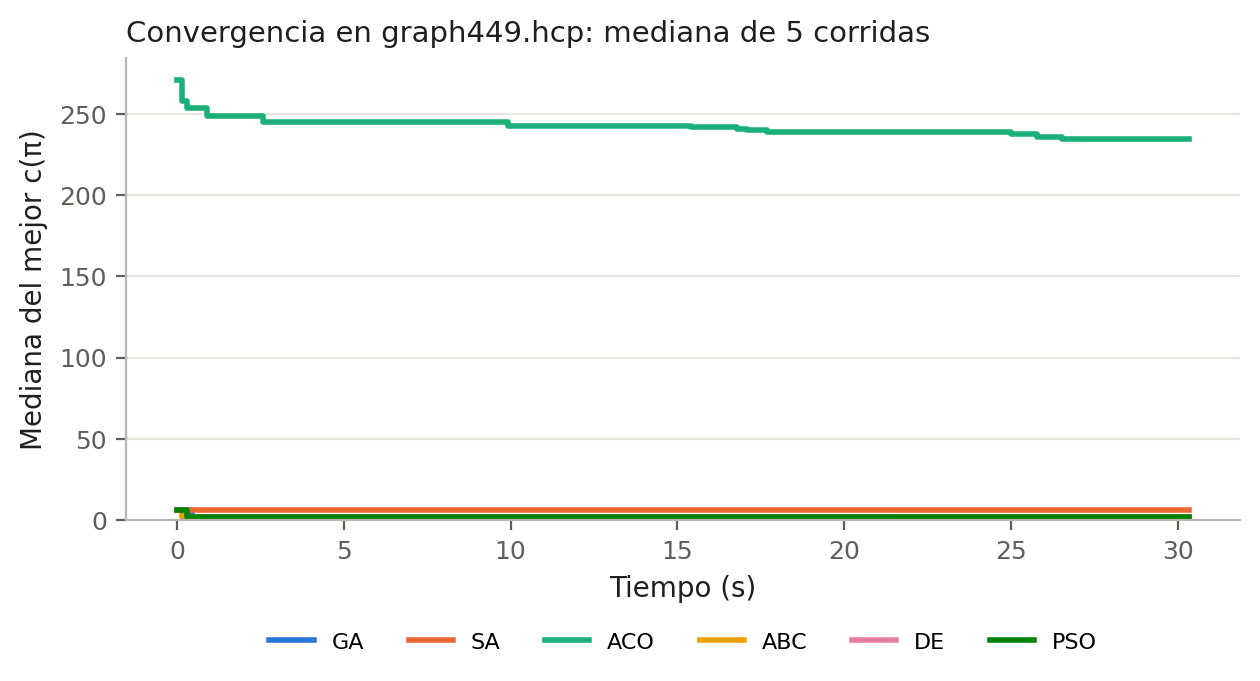 Convergencia en graph449.hcp: mediana de 5 corridas
Mediana del mejor c(π)
250
200
150
100
50
0
0 5 10 15 20 25 30
Tiempo (s)
GA SA ACO ABC DE PSO